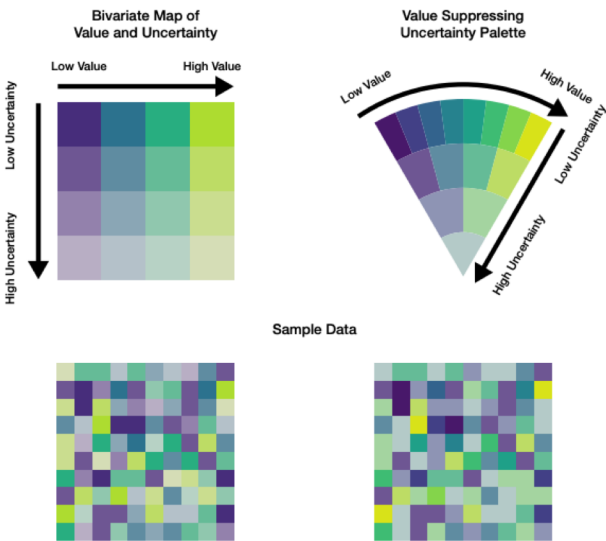 Bivariate Map of
Value and Uncertainty
Low Value
High Value
Low Uncertainty
High Uncertainty
Value Suppressing
Uncertainty Palette
Low Value
High Value
Low Uncertainty
High Uncertainty
Sample Data